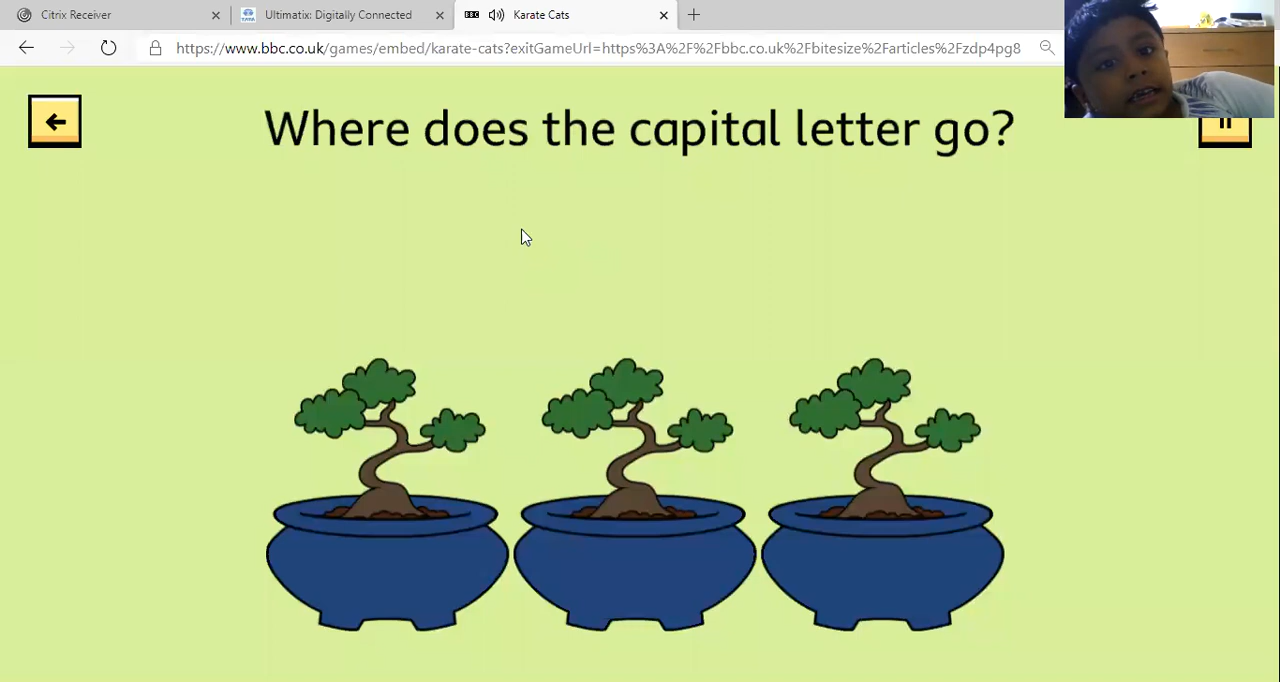 Citrix Receiver
Ultimatix: Digitally Connected
BBC
Karate Cats
https://www.bbc.co.uk/games/embed/karate-cats?exitGameUrl=https%3A%2F%2Fbbc.co.uk%2Fbitesize%2Farticles%2Fzdp4pg8
Where does the capital letter go?